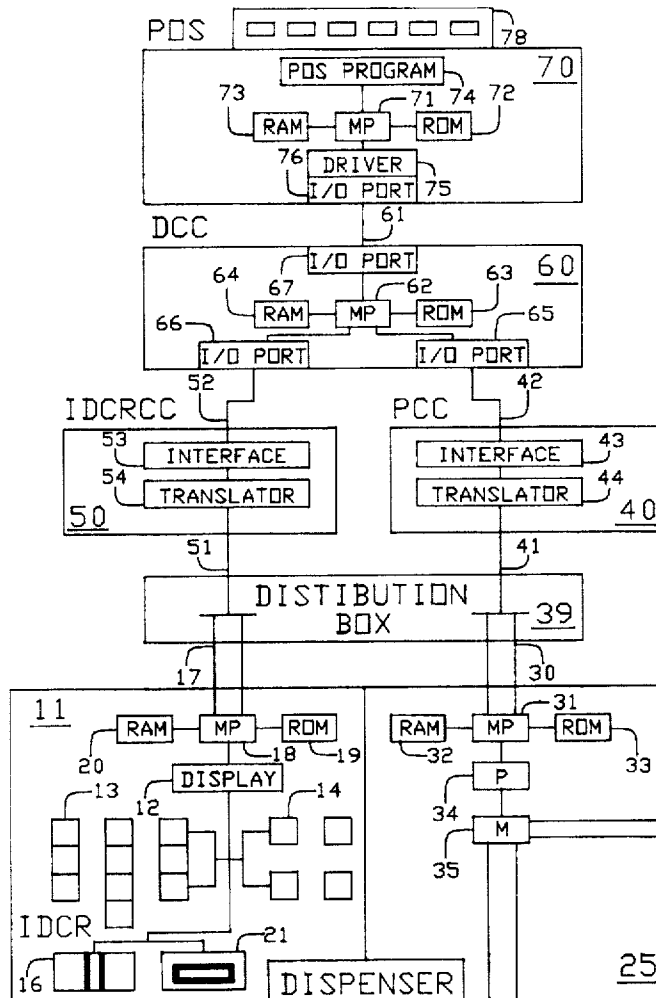 POS
78
POS PROGRAM
70
73
71
74
72
RAM
MP
ROM
76
DRIVER
I/O PORT
75
61
DCC
I/O PORT
60
64
67
62
63
RAM
MP
ROM
66
65
I/O PORT
I/O PORT
52
42
IDCRCC
PCC
53
INTERFACE
INTERFACE
43
54
TRANSLATOR
TRANSLATOR
44
50
40
51
41
DISTIBUTION
BOX
39
17
30
11
31
RAM
MP
ROM
RAM
MP
ROM
20
18
19
32
33
13
DISPLAY
14
P
12
34
M
35
IDCR
21
16
DISPENSER
25